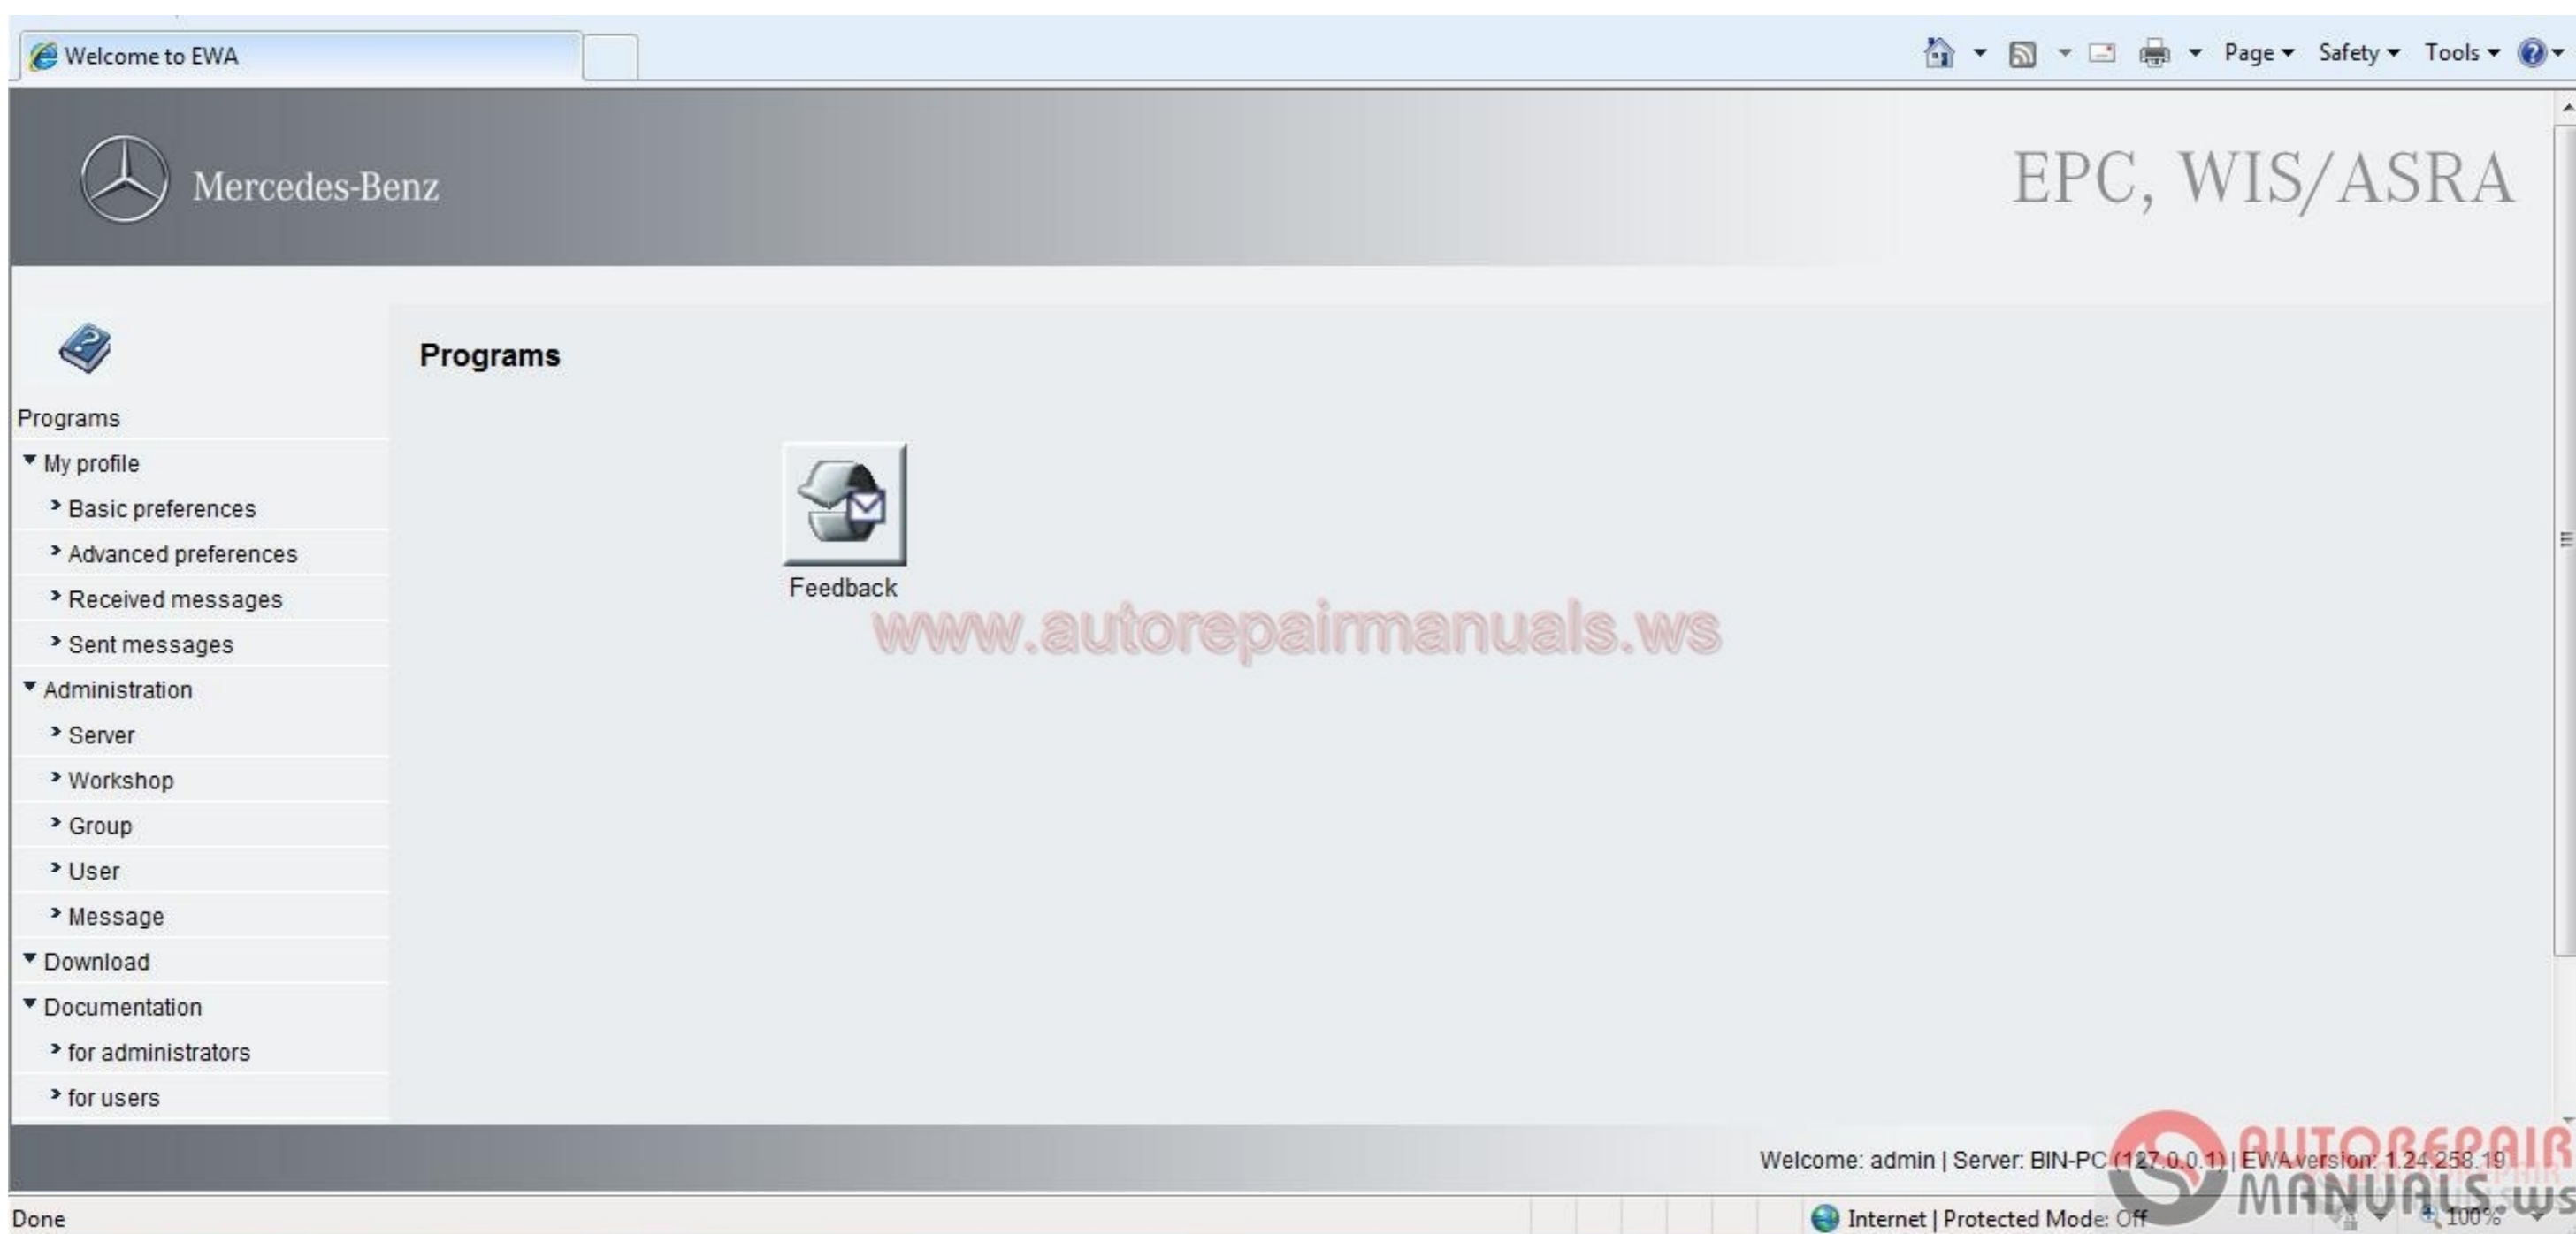 Welcome to EWA
Page Safety Tools
Mercedes-Benz
EPC, WIS/ASRA
Programs
Programs
My profile
Basic preferences
Advanced preferences
Received messages
Sent messages
Administration
Server
Workshop
Group
User
Message
Download
Documentation
for administrators
for users
Feedback
www.autorepairmanuals.ws
Welcome: admin | Server: BIN-PC (127.0.0.1) | EWA version: 1.24.258.19
AUTOREPAIR
MANUALS.ws
Done
Internet | Protected Mode: Off
100%